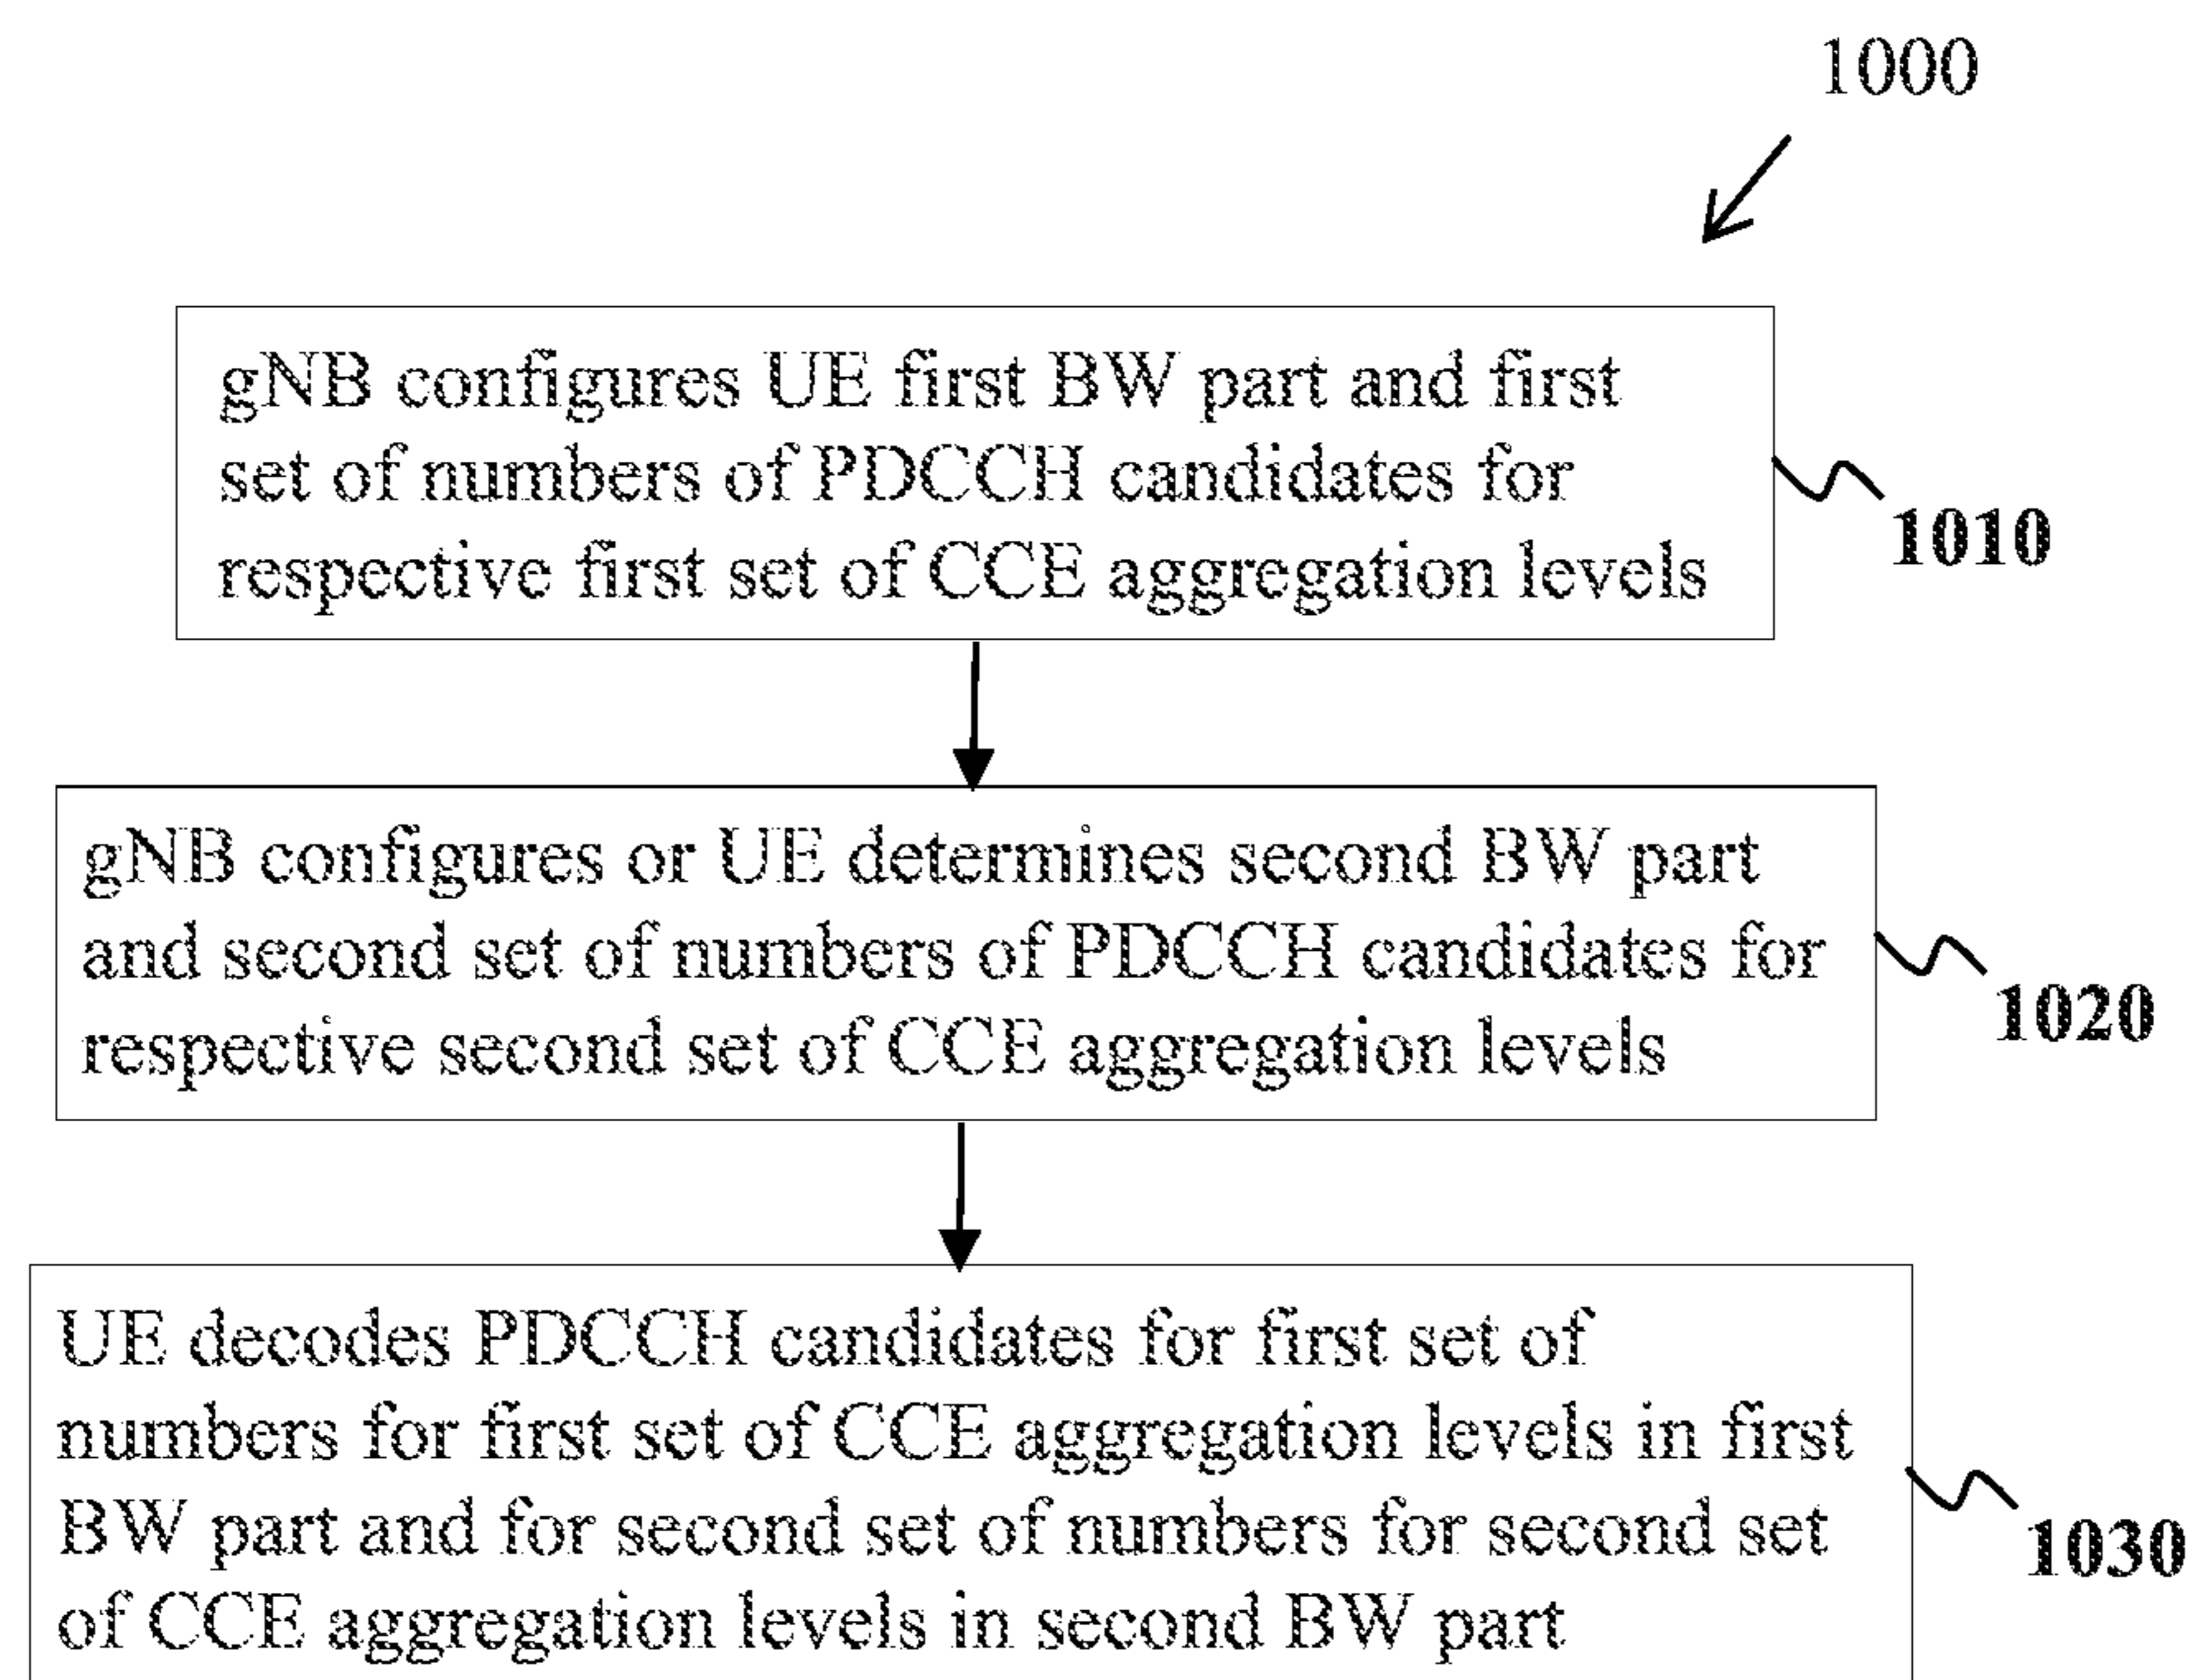 1000
gNB configures UE first BW part and first
set of numbers of PDCCH candidates for
respective first set of CCE aggregation levels
1010
gNB configures or UE determines second BW part
and second set of numbers of PDCCH candidates for
respective second set of CCE aggregation levels
1020
UE decodes PDCCH candidates for first set of
numbers for first set of CCE aggregation levels in first
BW part and for second set of numbers for second set
of CCE aggregation levels in second BW part
1030